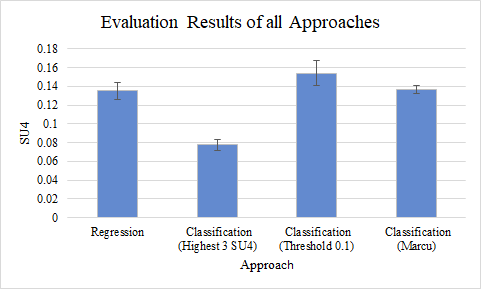 Evaluation Results of all Approaches
SU4
0.18
0.16
0.14
0.12
0.1
0.08
0.06
0.04
0.02
0
Regression
Classification
(Highest 3 SU4)
Classification
(Threshold 0.1)
Classification
(Marcu)
Approach